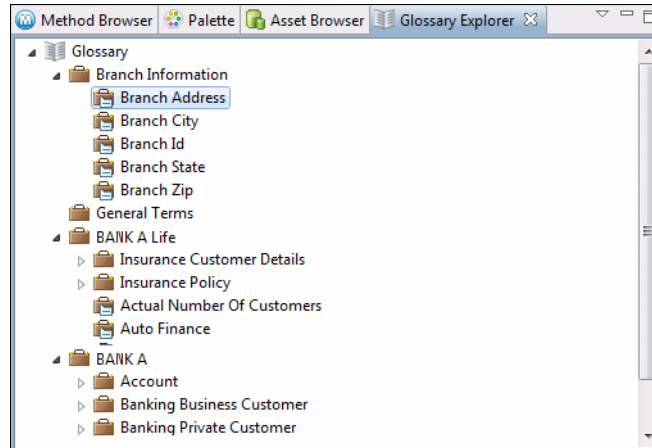 Method Browser Palette Asset Browser Glossary Explorer
Glossary
Branch Information
Branch Address
Branch City
Branch Id
Branch State
Branch Zip
General Terms
BANK A Life
Insurance Customer Details
Insurance Policy
Actual Number Of Customers
Auto Finance
BANK A
Account
Banking Business Customer
Banking Private Customer